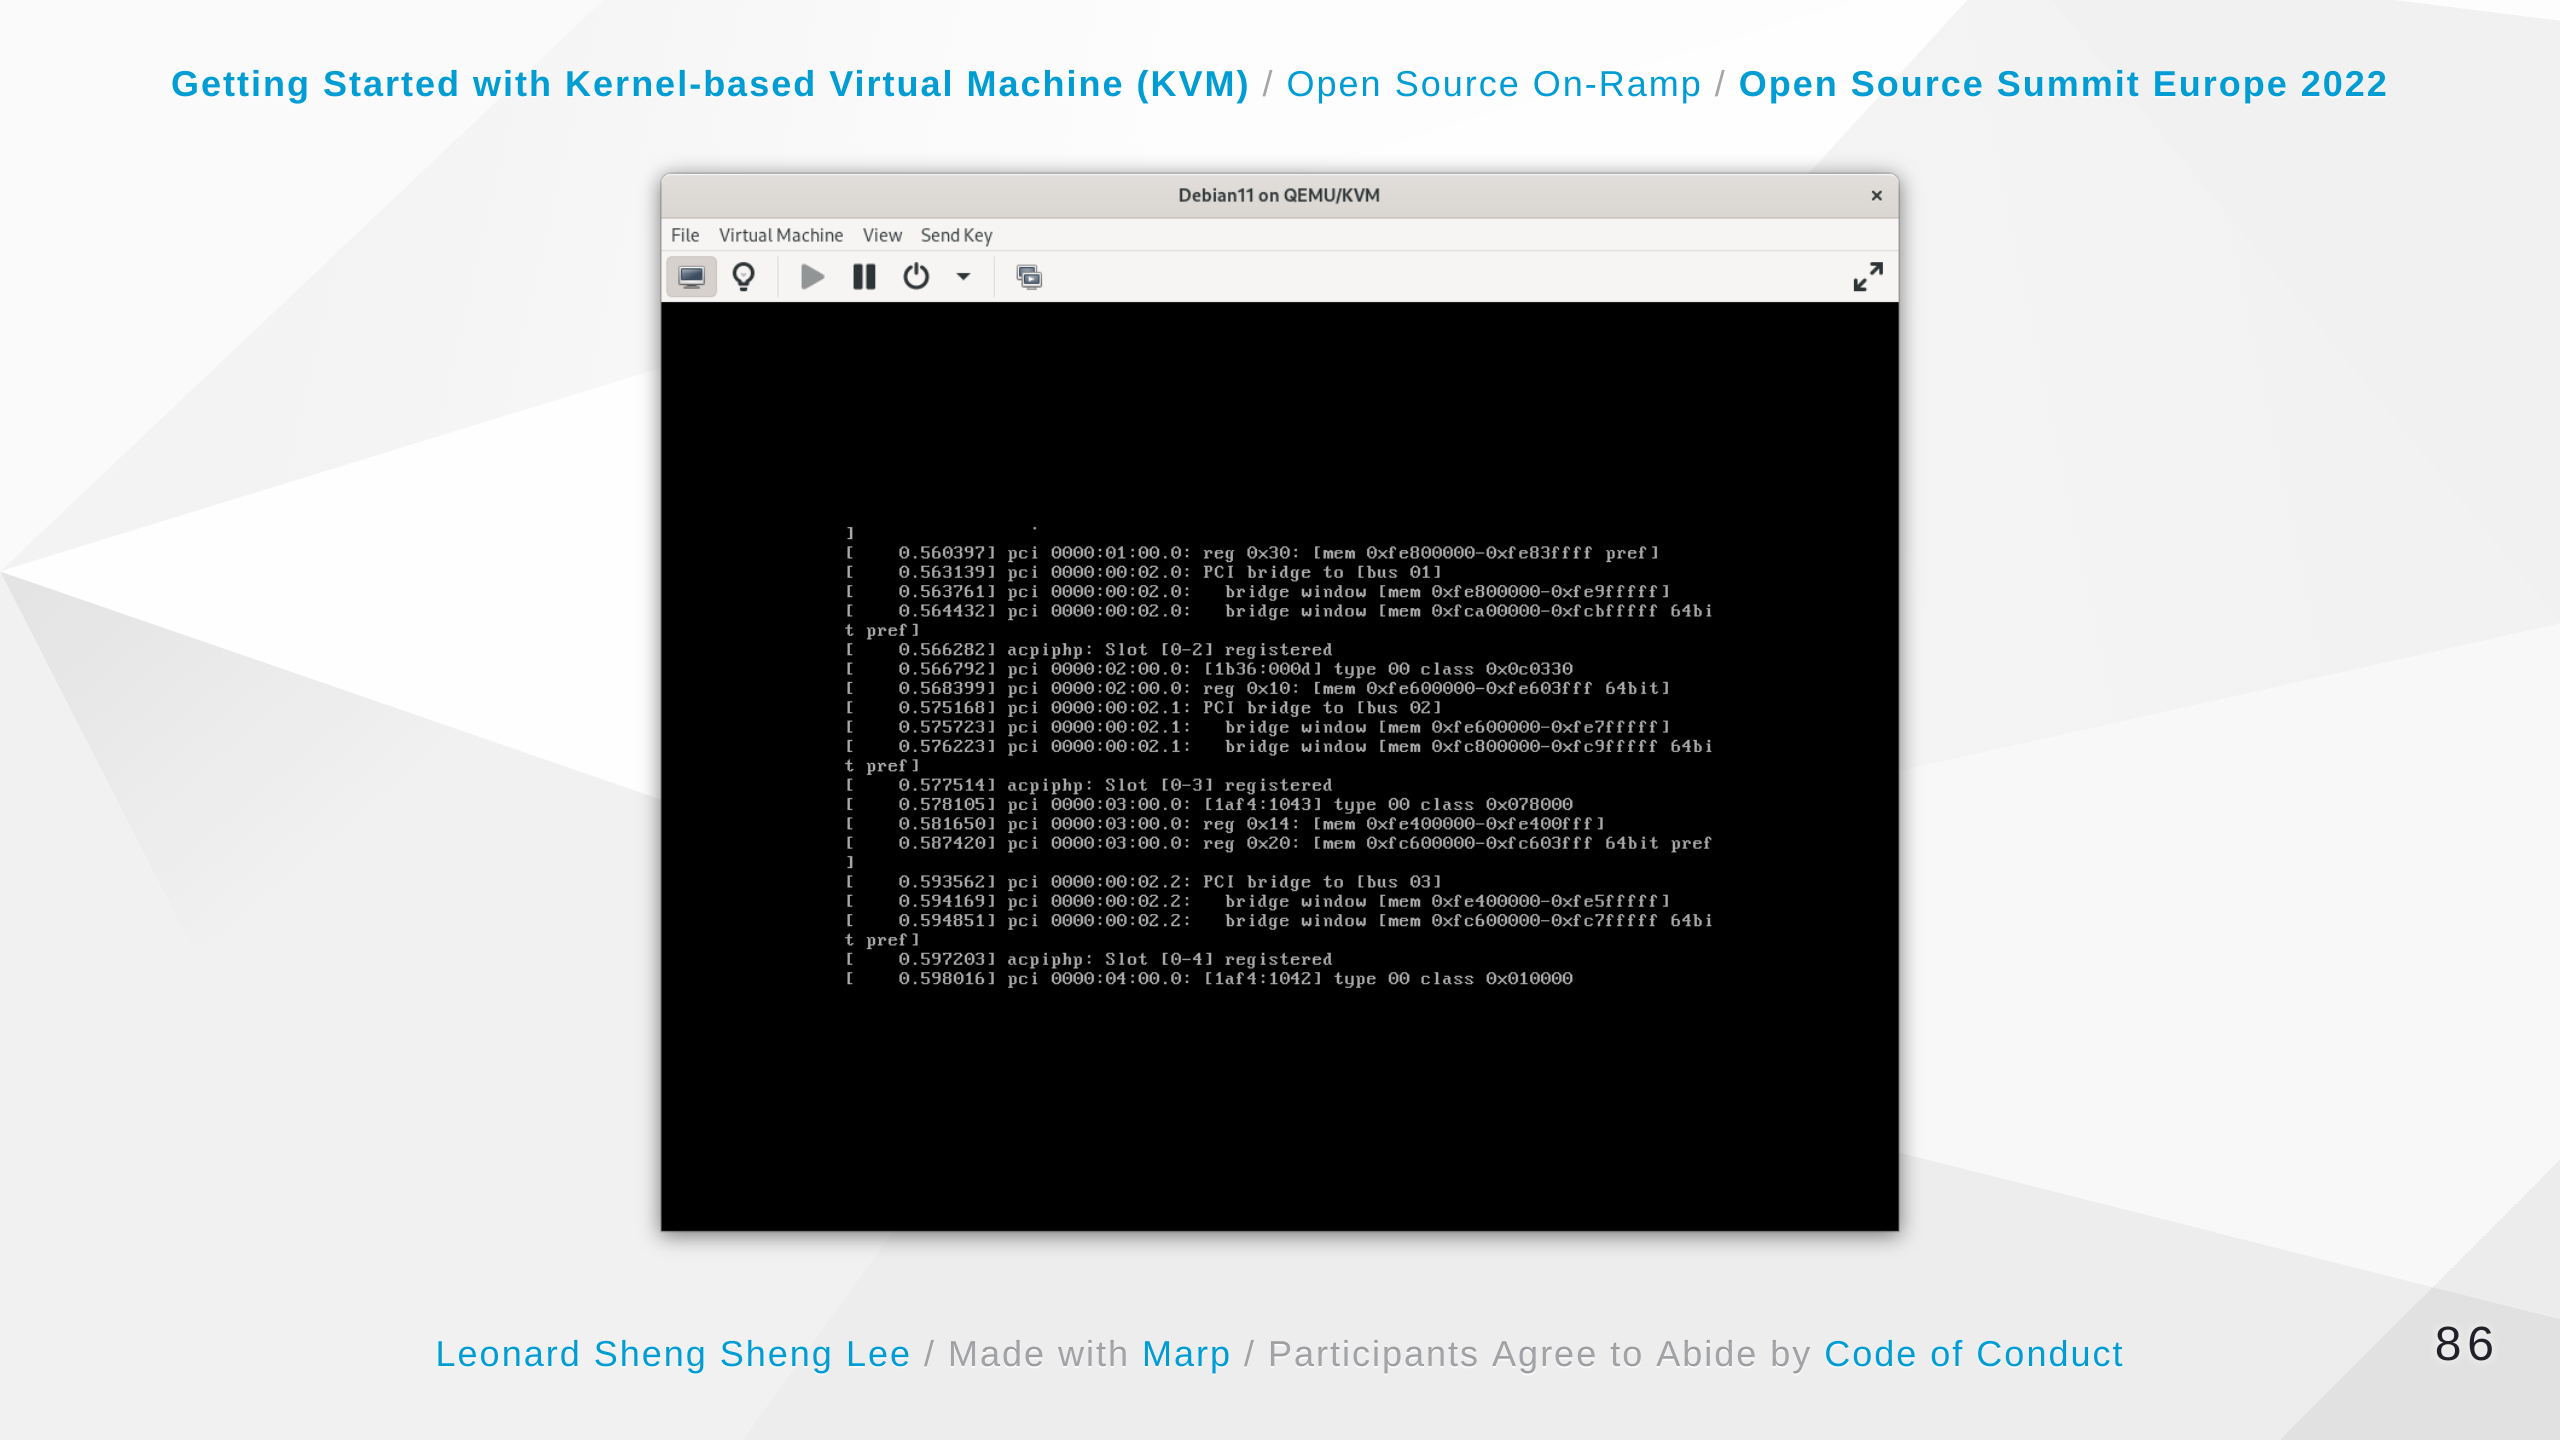 Getting Started with Kernel-based Virtual Machine (KVM) / Open Source On-Ramp / Open Source Summit Europe 2022
Debian11 on QEMU/KVM
File Virtual Machine View Send Key
]
[    0.560397] pci 0000:01:00.0: reg 0x30: [mem 0xfe800000-0xfe83ffff pref]
[    0.563139] pci 0000:00:02.0: PCI bridge to [bus 01]
[    0.563761] pci 0000:00:02.0:   bridge window [mem 0xfe800000-0xfe9fffff]
[    0.564432] pci 0000:00:02.0:   bridge window [mem 0xfca00000-0xfcbfffff 64bi
t pref]
[    0.566282] acpiphp: Slot [0-2] registered
[    0.566792] pci 0000:02:00.0: [1b36:000d] type 00 class 0x0c0330
[    0.568399] pci 0000:02:00.0: reg 0x10: [mem 0xfe600000-0xfe603fff 64bit]
[    0.575168] pci 0000:00:02.1: PCI bridge to [bus 02]
[    0.575723] pci 0000:00:02.1:   bridge window [mem 0xfe600000-0xfe7fffff]
[    0.576223] pci 0000:00:02.1:   bridge window [mem 0xfc800000-0xfc9fffff 64bi
t pref]
[    0.577514] acpiphp: Slot [0-3] registered
[    0.578105] pci 0000:03:00.0: [1af4:1043] type 00 class 0x078000
[    0.581650] pci 0000:03:00.0: reg 0x14: [mem 0xfe400000-0xfe400fff]
[    0.587420] pci 0000:03:00.0: reg 0x20: [mem 0xfc600000-0xfc603fff 64bit pref
]
[    0.593562] pci 0000:00:02.2: PCI bridge to [bus 03]
[    0.594169] pci 0000:00:02.2:   bridge window [mem 0xfe400000-0xfe5fffff]
[    0.594851] pci 0000:00:02.2:   bridge window [mem 0xfc600000-0xfc7fffff 64bi
t pref]
[    0.597203] acpiphp: Slot [0-4] registered
[    0.598016] pci 0000:04:00.0: [1af4:1042] type 00 class 0x010000
Leonard Sheng Sheng Lee / Made with Marp / Participants Agree to Abide by Code of Conduct
86